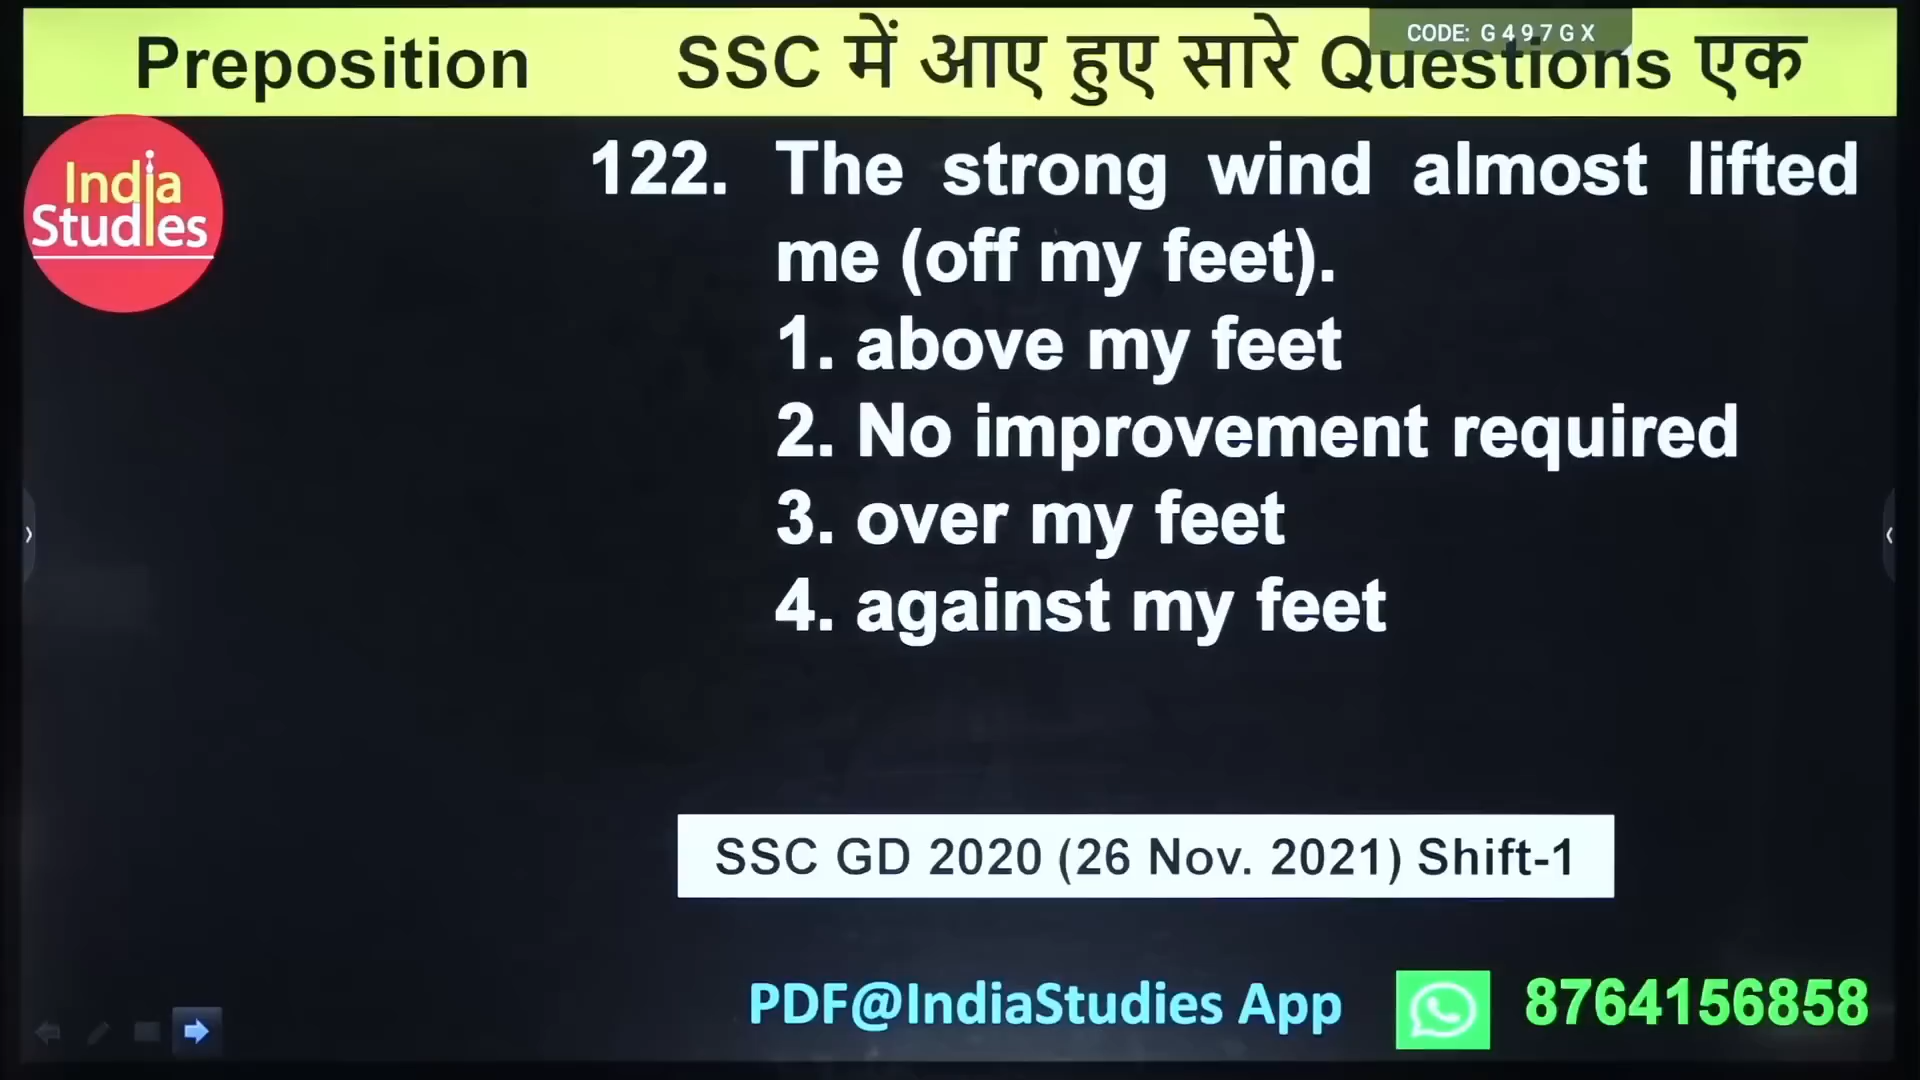 Preposition SSC में आए हुए सारे Questions एक
CODE: G 4 9 7 G X
India
Studies
122. The strong wind almost lifted
me (off my feet).
1. above my feet
2. No improvement required
3. over my feet
4. against my feet
SSC GD 2020 (26 Nov. 2021) Shift-1
PDF@IndiaStudies App 8764156858